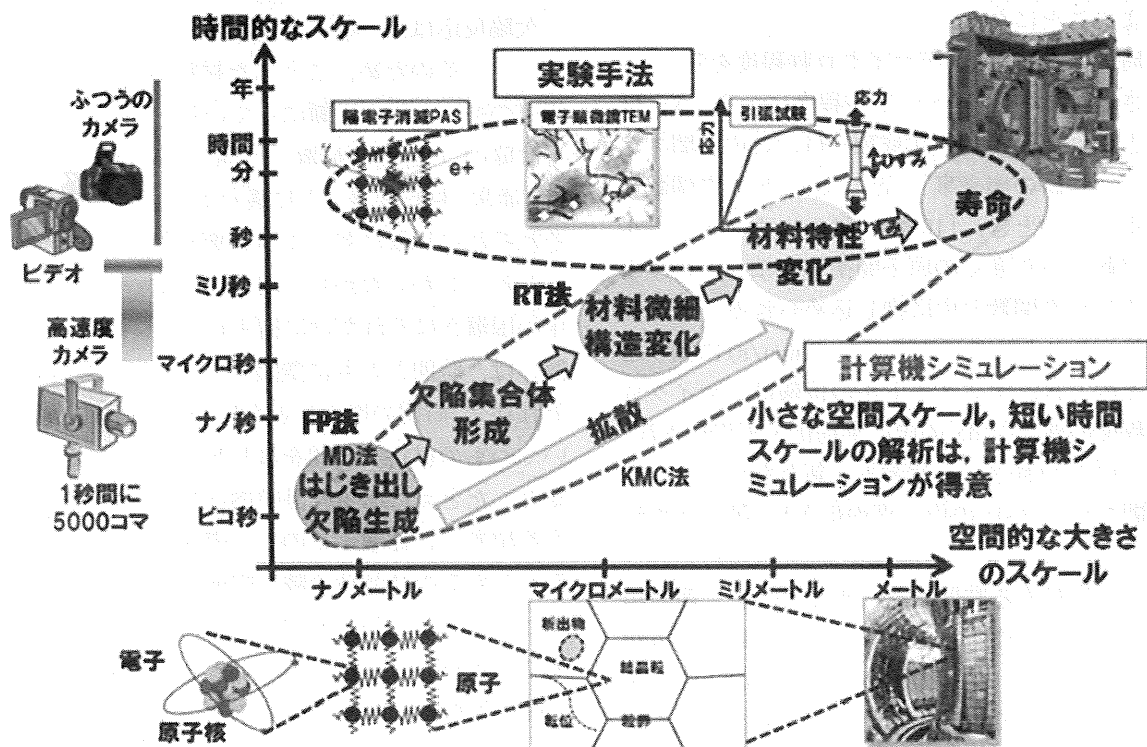 時間的なスケール
年
時間
分
秒
ミリ秒
マイクロ秒
ナノ秒
ピコ秒
ふつうの
カメラ
ビデオ
高速度
カメラ
1秒間に
5000コマ
実験手法
陽電子消滅PAS
γ
e+
γ
電子顕微鏡TEM
引張試験
応力
×
ひずみ
応力
ひずみ
寿命
材料特性
変化
RT法
材料微細
構造変化
欠陥集合体
形成
FP法
MD法
はじき出し
欠陥生成
拡散
KMC法
計算機シミュレーション
小さな空間スケール，短い時間
スケールの解析は，計算機シ
ミュレーションが得意
空間的な大きさ
のスケール
ナノメートル
マイクロメートル
ミリメートル
メートル
電子
原子核
原子
析出物
結晶粒
転位
粒界